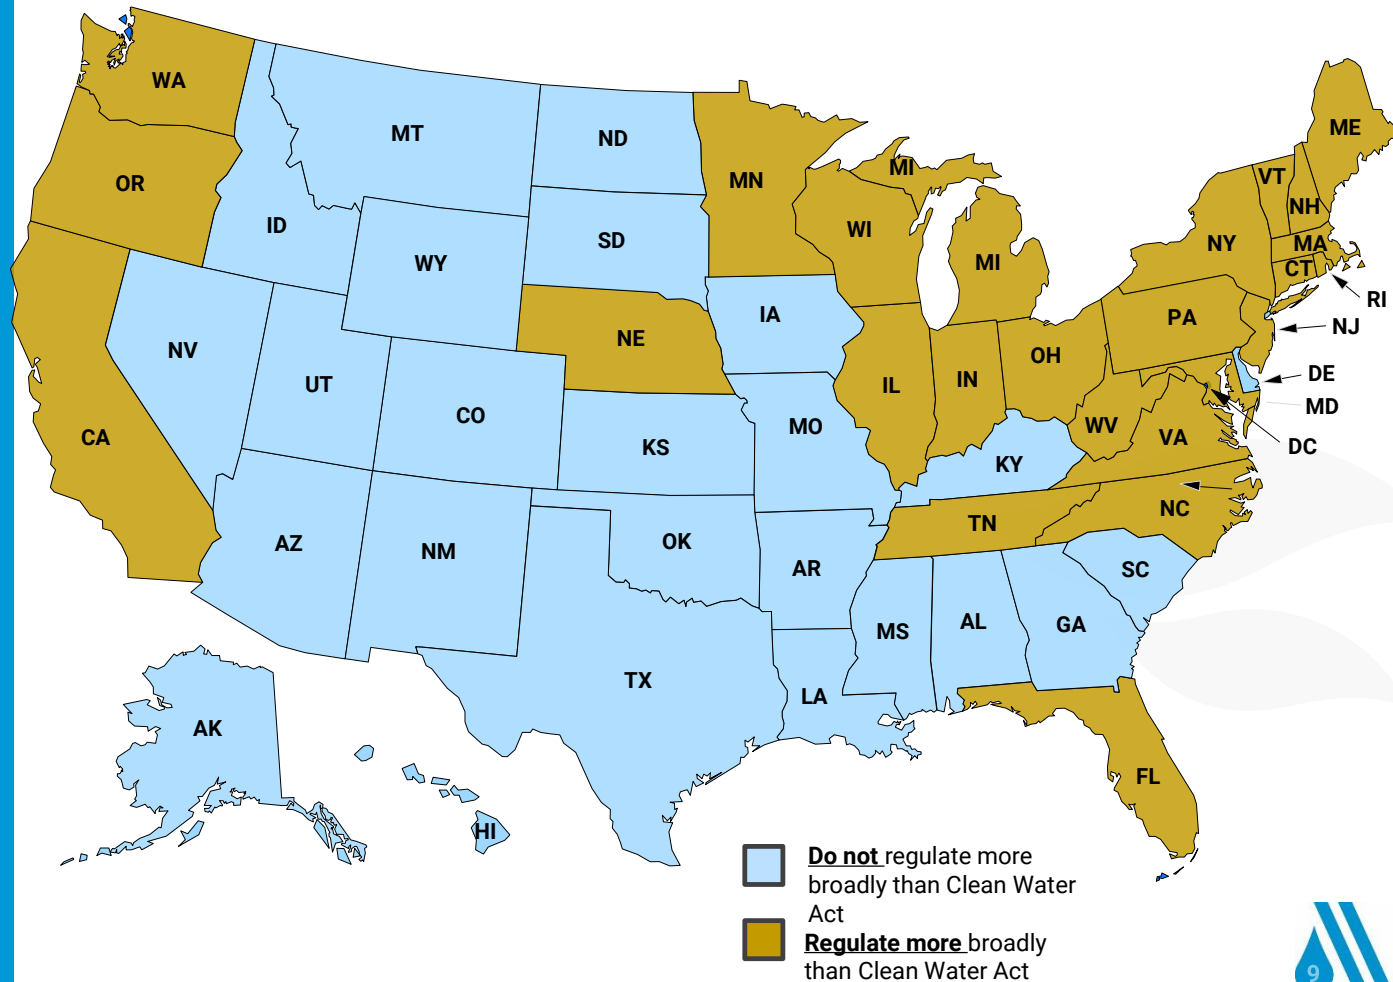 WA
MT
ND
ME
MN
MI
OR
VT
NH
ID
WI
SD
NY
MA
WY
MI
CT
RI
IA
PA
NJ
NE
NV
OH
IN
DE
UT
IL
MD
CO
WV
MO
VA
CA
KS
DC
KY
NC
TN
AZ
NM
OK
AR
SC
AL
GA
MS
TX
LA
AK
FL
HI
Do not regulate more
broadly than Clean Water
Act
Regulate more broadly
than Clean Water Act
9